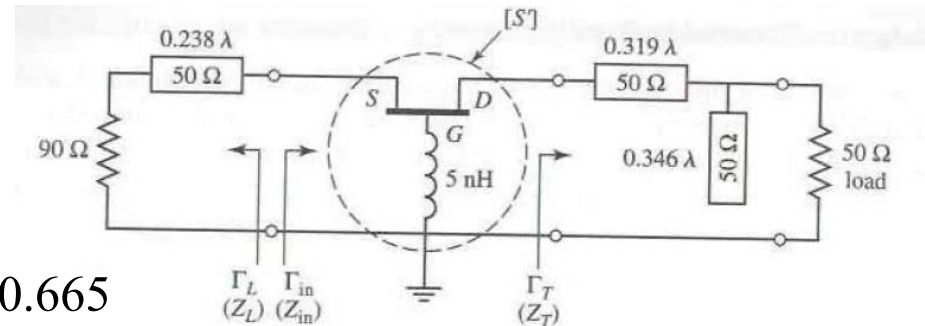 [S']
0.238 λ
50 Ω
0.319 λ
50 Ω
S
D
G
90 Ω
5 nH
0.346 λ
50 Ω
50 Ω
load
Γ_L
(Z_L)
Γ_in
(Z_in)
Γ_T
(Z_T)
0.665